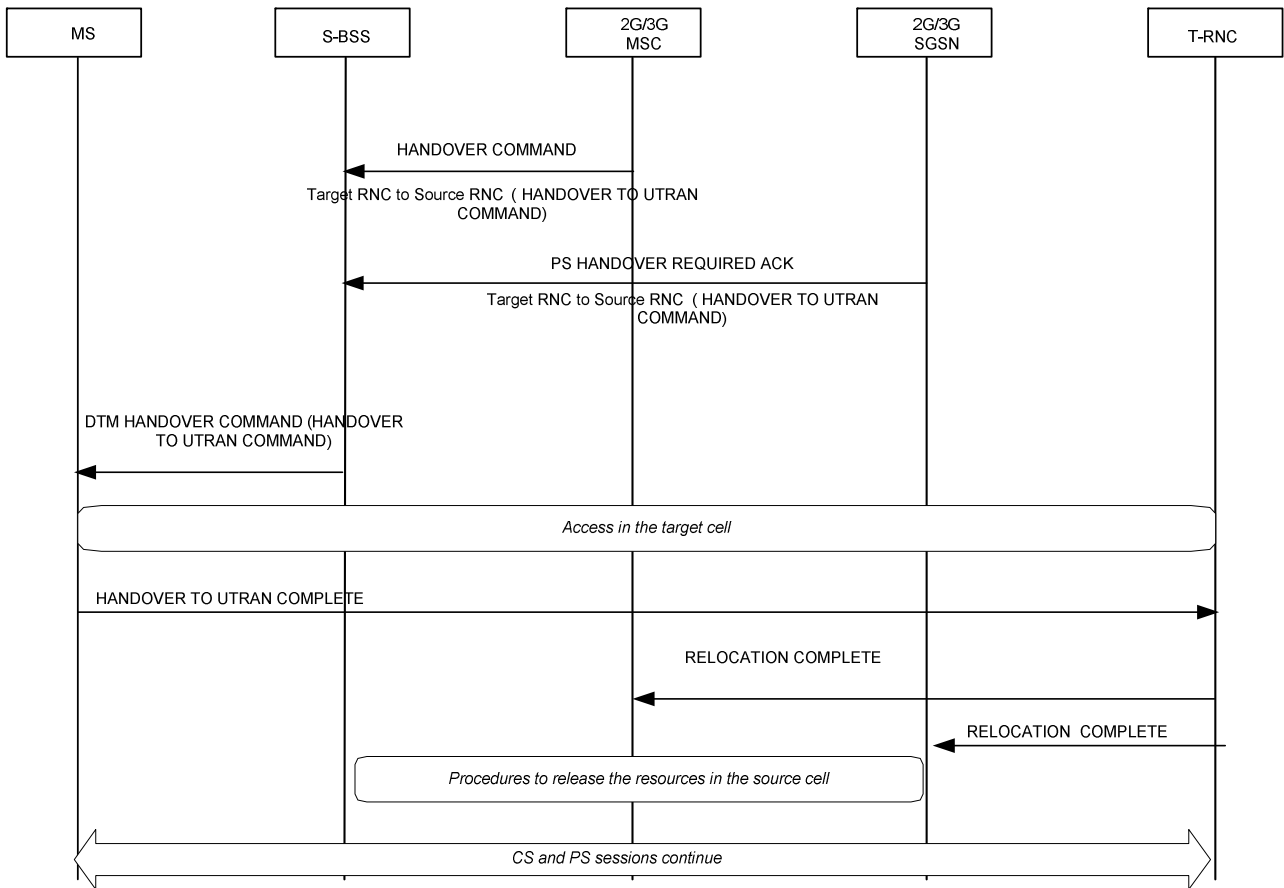 MS
S-BSS
2G/3G
MSC
2G/3G
SGSN
T-RNC
HANDOVER COMMAND
Target RNC to Source RNC ( HANDOVER TO UTRAN
COMMAND)
PS HANDOVER REQUIRED ACK
Target RNC to Source RNC ( HANDOVER TO UTRAN
COMMAND)
DTM HANDOVER COMMAND (HANDOVER
TO UTRAN COMMAND)
Access in the target cell
HANDOVER TO UTRAN COMPLETE
RELOCATION COMPLETE
RELOCATION COMPLETE
Procedures to release the resources in the source cell
CS and PS sessions continue